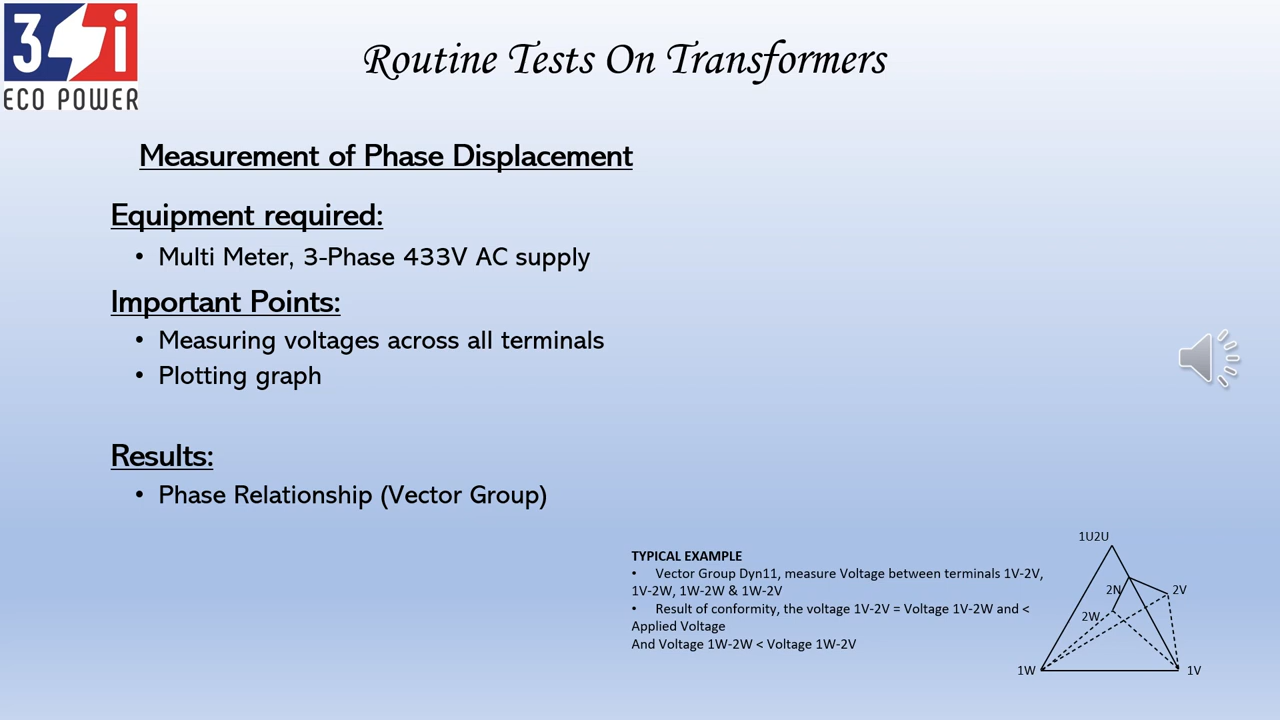 3Si
ECO POWER
Routine Tests On Transformers
Measurement of Phase Displacement
Equipment required:
• Multi Meter, 3-Phase 433V AC supply
Important Points:
• Measuring voltages across all terminals
• Plotting graph
Results:
• Phase Relationship (Vector Group)
TYPICAL EXAMPLE
• Vector Group Dyn11, measure Voltage between terminals 1V-2V,
1V-2W, 1W-2W & 1W-2V
• Result of conformity, the voltage 1V-2V = Voltage 1V-2W and <
Applied Voltage
And Voltage 1W-2W < Voltage 1W-2V
1U2U
2N
2V
2W
1W
1V